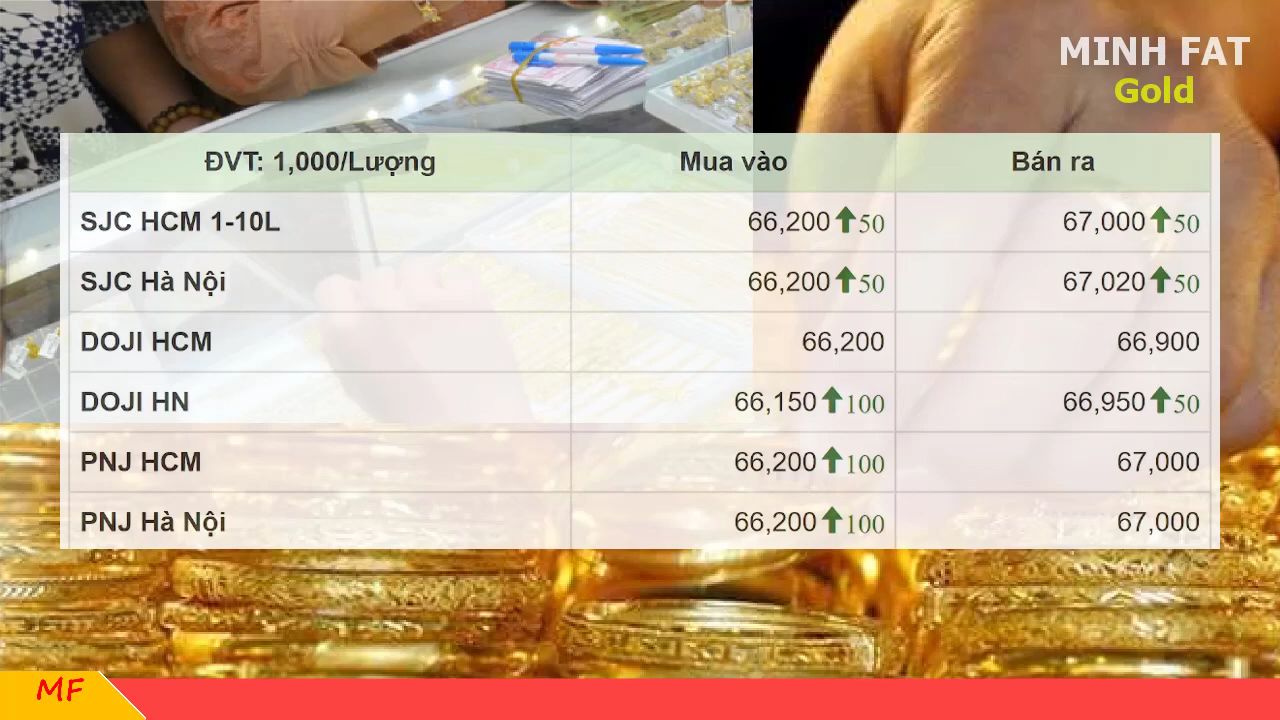 MINH FAT
Gold
ĐVT: 1,000/Lượng Mua vào Bán ra
SJC HCM 1-10L 66,200 50 67,000 50
SJC Hà Nội 66,200 50 67,020 50
DOJI HCM 66,200 66,900
DOJI HN 66,150 100 66,950 50
PNJ HCM 66,200 100 67,000
PNJ Hà Nội 66,200 100 67,000
MF